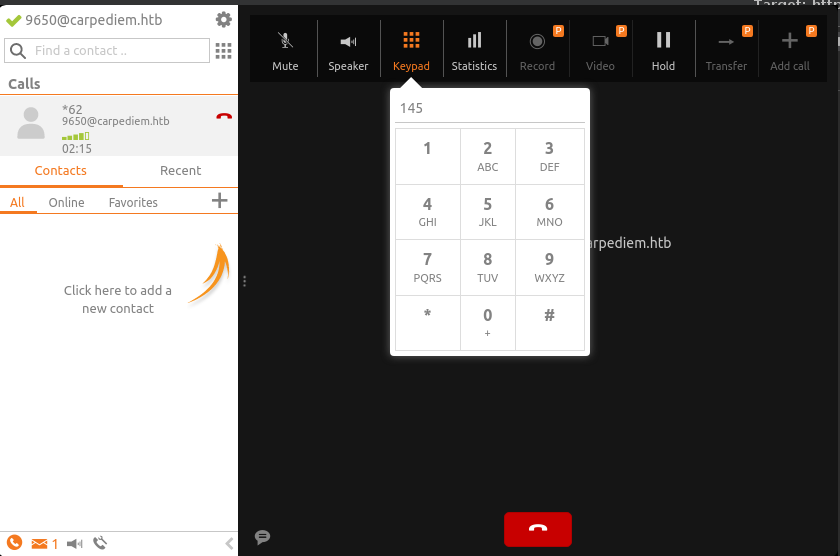 Target: http
9650@carpediem.htb
Find a contact ..
Calls
*62
9650@carpediem.htb
02:15
Contacts Recent
All Online Favorites +
Click here to add a
new contact
1
Mute Speaker Keypad Statistics P Record P Video Hold P Transfer P Add call
145
1 2 3
ABC DEF
4 5 6
GHI JKL MNO
7 8 9
PQRS TUV WXYZ
* 0 #
+
arpediem.htb